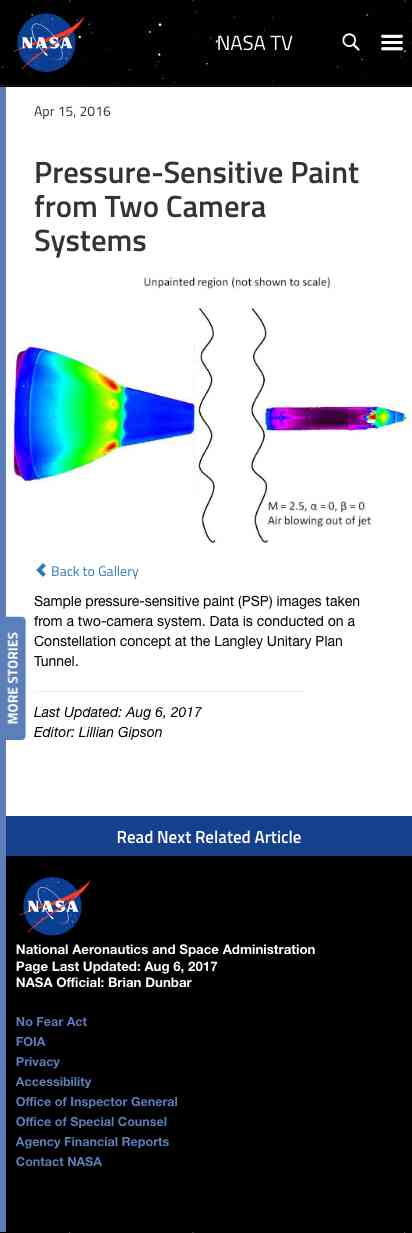 NASA
NASA TV
Apr 15, 2016
Pressure-Sensitive Paint
from Two Camera
Systems
Unpainted region (not shown to scale)
M = 2.5, α = 0, β = 0
Air blowing out of jet
Back to Gallery
Sample pressure-sensitive paint (PSP) images taken
from a two-camera system. Data is conducted on a
Constellation concept at the Langley Unitary Plan
Tunnel.
MORE STORIES
Last Updated: Aug 6, 2017
Editor: Lillian Gipson
Read Next Related Article
NASA
National Aeronautics and Space Administration
Page Last Updated: Aug 6, 2017
NASA Official: Brian Dunbar
No Fear Act
FOIA
Privacy
Accessibility
Office of Inspector General
Office of Special Counsel
Agency Financial Reports
Contact NASA